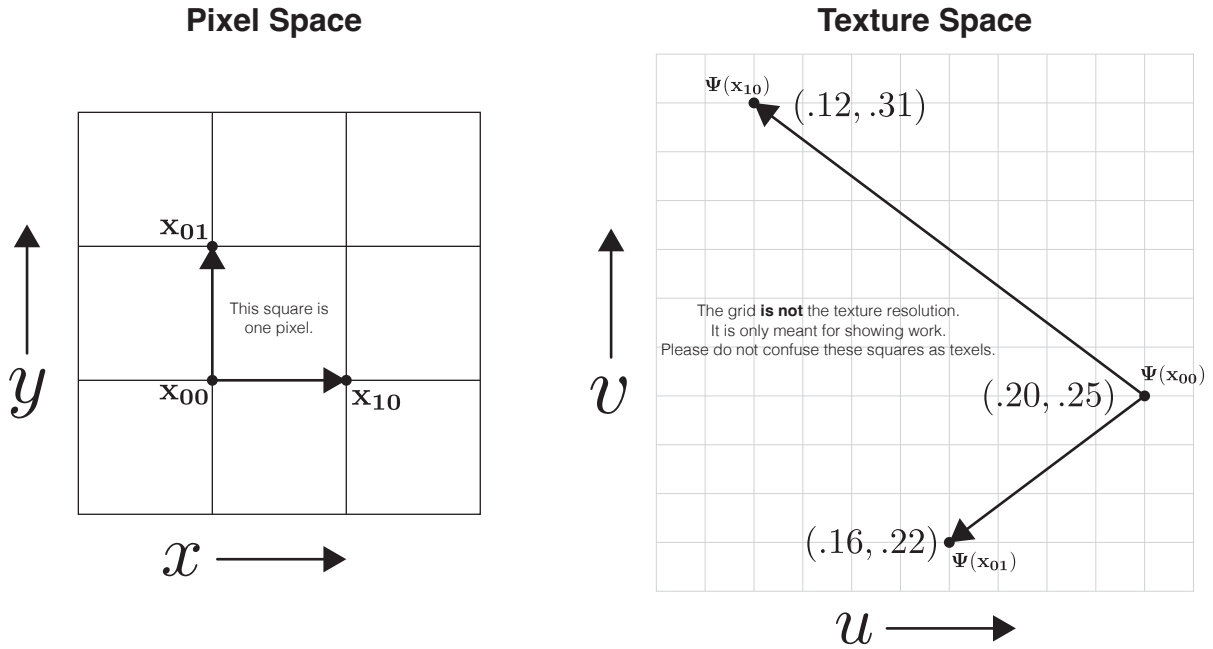 Pixel Space
x01
This square is
one pixel.
x00
x10
y
x
Texture Space
Ψ(x10)
(.12, .31)
The grid is not the texture resolution.
It is only meant for showing work.
Please do not confuse these squares as texels.
Ψ(x00)
(.20, .25)
(.16, .22)
Ψ(x01)
v
u